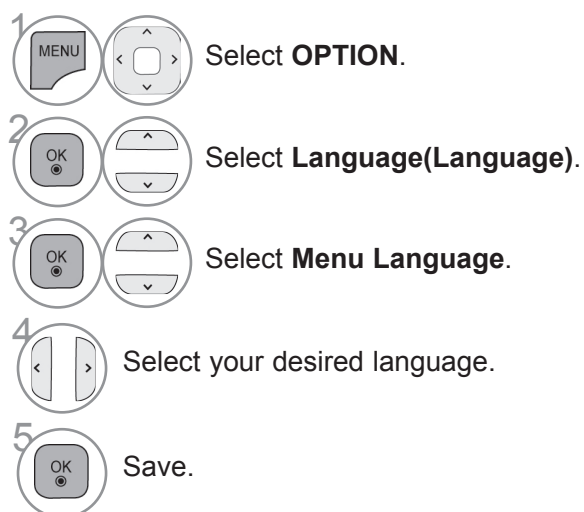 1 MENU Select OPTION.
2 OK Select Language(Language).
3 OK Select Menu Language.
4 Select your desired language.
5 OK Save.